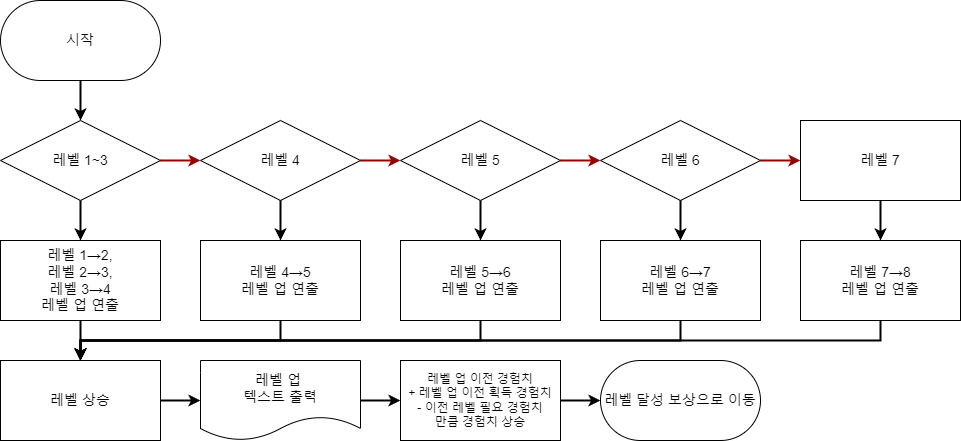 시작
레벨 1~3
레벨 4
레벨 5
레벨 6
레벨 7
레벨 1→2,
레벨 2→3,
레벨 3→4
레벨 업 연출
레벨 4→5
레벨 업 연출
레벨 5→6
레벨 업 연출
레벨 6→7
레벨 업 연출
레벨 7→8
레벨 업 연출
레벨 상승
레벨 업
텍스트 출력
레벨 업 이전 경험치
+ 레벨 업 이전 획득 경험치
- 이전 레벨 필요 경험치
만큼 경험치 상승
레벨 달성 보상으로 이동